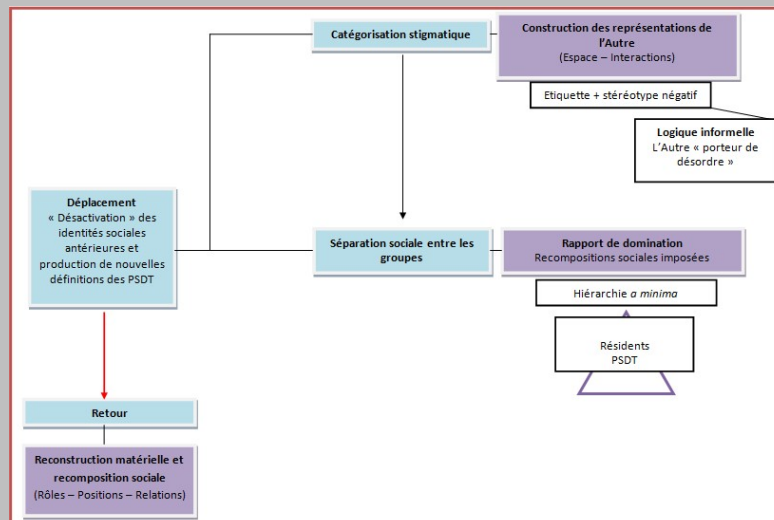 Catégorisation stigmatique
Construction des représentations de
l'Autre
(Espace – Interactions)
Etiquette + stéréotype négatif
Logique informelle
L'Autre « porteur de
désordre »
Déplacement
« Désactivation » des
identités sociales
antérieures et
production de nouvelles
définitions des PSDT
Séparation sociale entre les
groupes
Rapport de domination
Recompositions sociales imposées
Hiérarchie a minima
Résidents
PSDT
Retour
Reconstruction matérielle et
recomposition sociale
(Rôles – Positions – Relations)